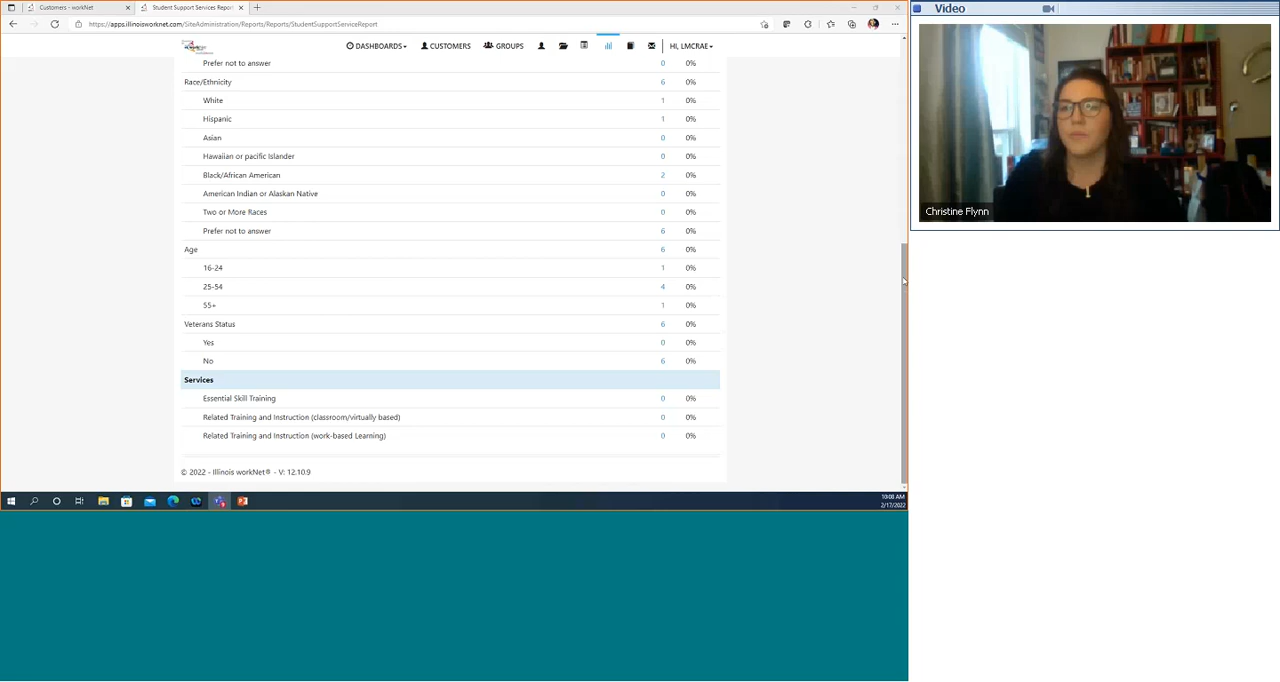 Customers - workNet
Student Support Services Report
https://apps.illinoisworknet.com/SiteAdministration/Reports/Reports/StudentSupportServiceReport
DASHBOARDS CUSTOMERS GROUPS HI, LMCRAE
Prefer not to answer 0 0%
Race/Ethnicity 6 0%
White 1 0%
Hispanic 1 0%
Asian 0 0%
Hawaiian or pacific Islander 0 0%
Black/African American 2 0%
American Indian or Alaskan Native 0 0%
Two or More Races 0 0%
Prefer not to answer 6 0%
Age 6 0%
16-24 1 0%
25-54 4 0%
55+ 1 0%
Veterans Status 6 0%
Yes 0 0%
No 6 0%
Services
Essential Skill Training 0 0%
Related Training and Instruction (classroom/virtually based) 0 0%
Related Training and Instruction (work-based Learning) 0 0%
© 2022 - Illinois workNet® - V: 12.10.9
10:08 AM
2/17/2022
Video
Christine Flynn